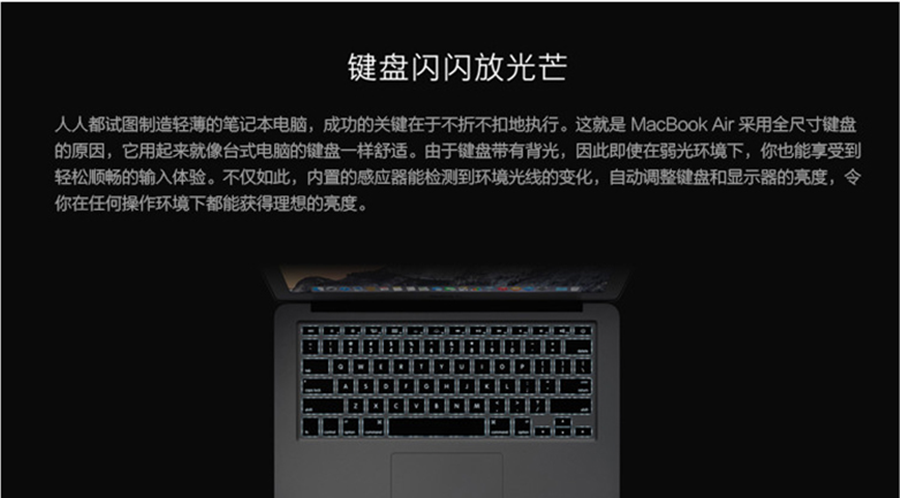 键盘闪闪放光芒
人人都试图制造轻薄的笔记本电脑，成功的关键在于不折不扣地执行。这就是 MacBook Air 采用全尺寸键盘
的原因，它用起来就像台式电脑的键盘一样舒适。由于键盘带有背光，因此即使在弱光环境下，你也能享受到
轻松顺畅的输入体验。不仅如此，内置的感应器能检测到环境光线的变化，自动调整键盘和显示器的亮度，令
你在任何操作环境下都能获得理想的亮度。
Q W E R T Y U I O P
A S D F G H J K L
Z X C V B N M